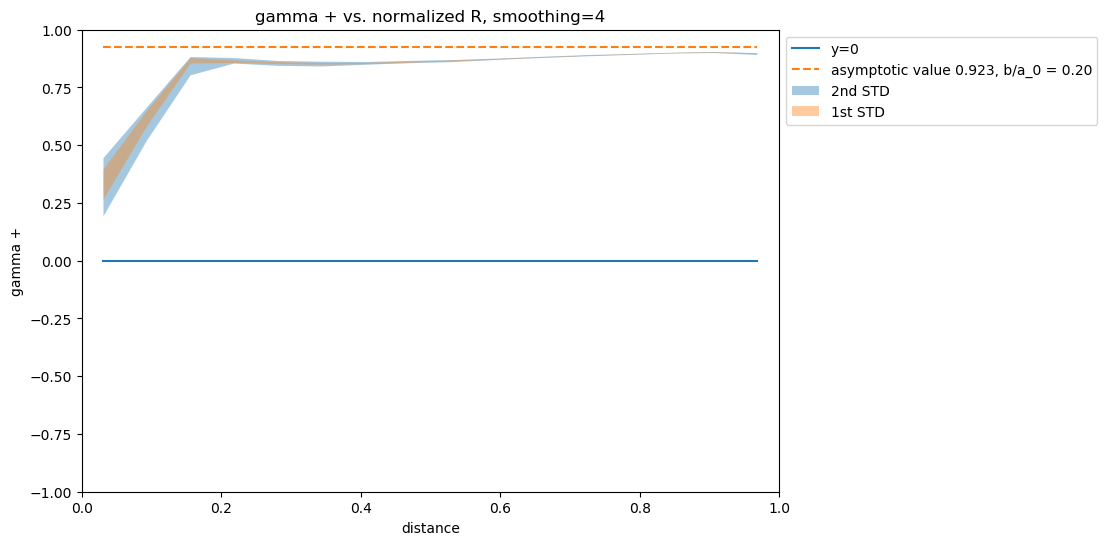 gamma + vs. normalized R, smoothing=4
1.00
0.75
0.50
0.25
0.00
−0.25
−0.50
−0.75
−1.00
gamma +
0.0
0.2
0.4
0.6
0.8
1.0
distance
y=0
asymptotic value 0.923, b/a_0 = 0.20
2nd STD
1st STD